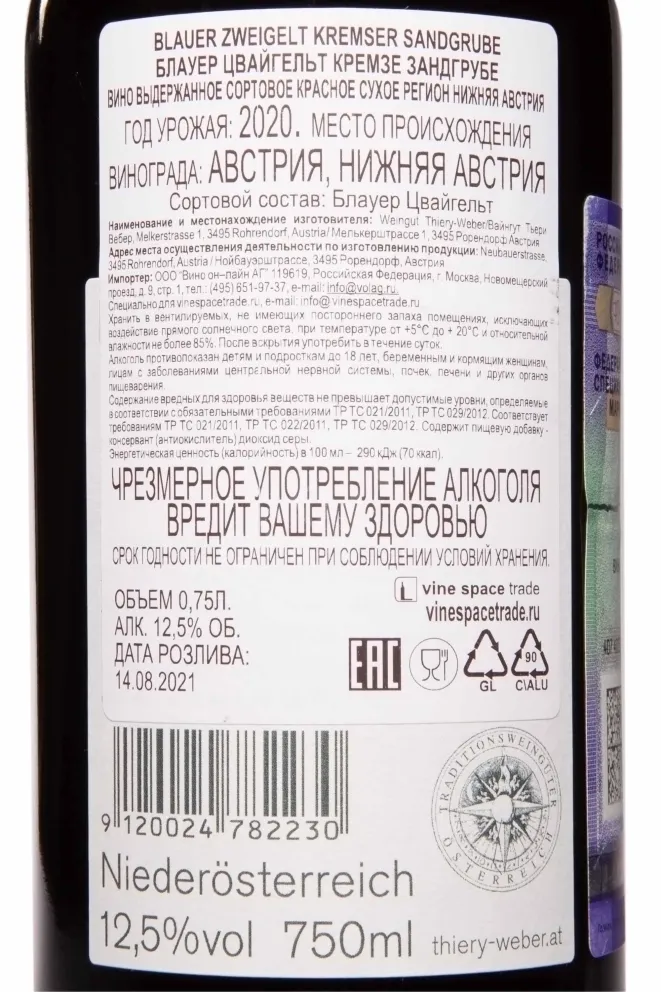 BLAUER ZWEIGELT KREMSER SANDGRUBE
БЛАУЕР ЦВАЙГЕЛЬТ КРЕМЗЕ ЗАНДГРУБЕ
ВИНО ВЫДЕРЖАННОЕ СОРТОВОЕ КРАСНОЕ СУХОЕ РЕГИОН НИЖНЯЯ АВСТРИЯ
ГОД УРОЖАЯ: 2020. МЕСТО ПРОИСХОЖДЕНИЯ
ВИНОГРАДА: АВСТРИЯ, НИЖНЯЯ АВСТРИЯ
Сортовой состав: Блауер Цвайгельт
Наименование и местонахождение изготовителя: Weingut Thiery-Weber/Вайнгут Тьери
Вебер, Melkerstrasse 1, 3495 Rohrendorf, Austria/ Мелькерштрассе 1, 3495 Рорендорф Австрия
Адрес места осуществления деятельности по изготовлению продукции: Neubauerstrasse,
3495 Rohrendorf, Austria / Нойбауэрштрассе, 3495 Рорендорф, Австрия
Импортер: ООО "Вино он-лайн АГ" 119619, Российская Федерация, г. Москва, Новомещерский
проезд, д. 9, стр. 1, тел.: (495) 651-97-37, e-mail: info@volag.ru.
Специально для vinespacetrade.ru, e-mail: info@vinespacetrade.ru
Хранить в вентилируемых, не имеющих постороннего запаха помещениях, исключающих
воздействие прямого солнечного света, при температуре от +5°С до + 20°С и относительной
влажности не более 85%. После вскрытия употребить в течение суток.
Алкоголь противопоказан детям и подросткам до 18 лет, беременным и кормящим женщинам,
лицам с заболеваниями центральной нервной системы, почек, печени и других органов
пищеварения.
Содержание вредных для здоровья веществ не превышает допустимые уровни, определяемые
в соответствии с обязательными требованиями ТР ТС 021/2011, ТР ТС 029/2012. Соответствует
требованиям ТР ТС 021/2011, ТР ТС 022/2011, ТР ТС 029/2012. Содержит пищевую добавку -
консервант (антиокислитель) диоксид серы.
Энергетическая ценность (калорийность) в 100 мл – 290 кДж (70 ккал).
ЧРЕЗМЕРНОЕ УПОТРЕБЛЕНИЕ АЛКОГОЛЯ
ВРЕДИТ ВАШЕМУ ЗДОРОВЬЮ
СРОК ГОДНОСТИ НЕ ОГРАНИЧЕН ПРИ СОБЛЮДЕНИИ УСЛОВИЙ ХРАНЕНИЯ.
vine space trade
vinespacetrade.ru
ОБЪЕМ 0,75Л.
АЛК. 12,5% ОБ.
ДАТА РОЗЛИВА:
14.08.2021
EAC
GL
90
C\ALU
9 120024 782230
TRADITIONSWEINGÜTER
ÖSTERREICH
Niederösterreich
12,5%vol 750ml thiery-weber.at